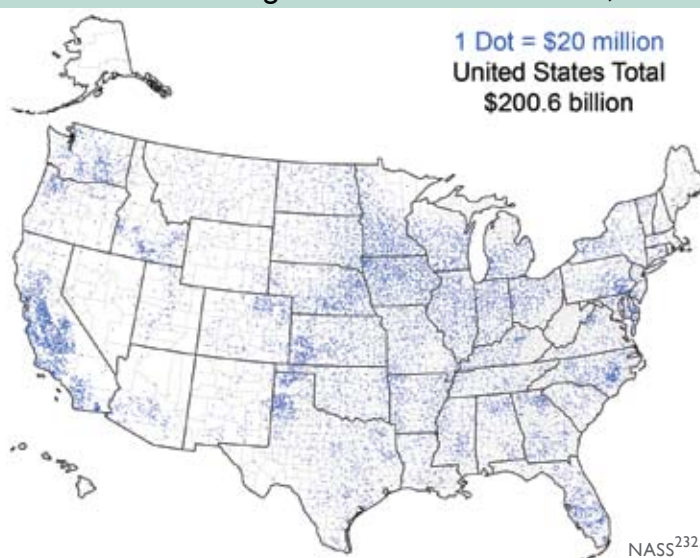 1 Dot = $20 million
United States Total
$200.6 billion
NASS232